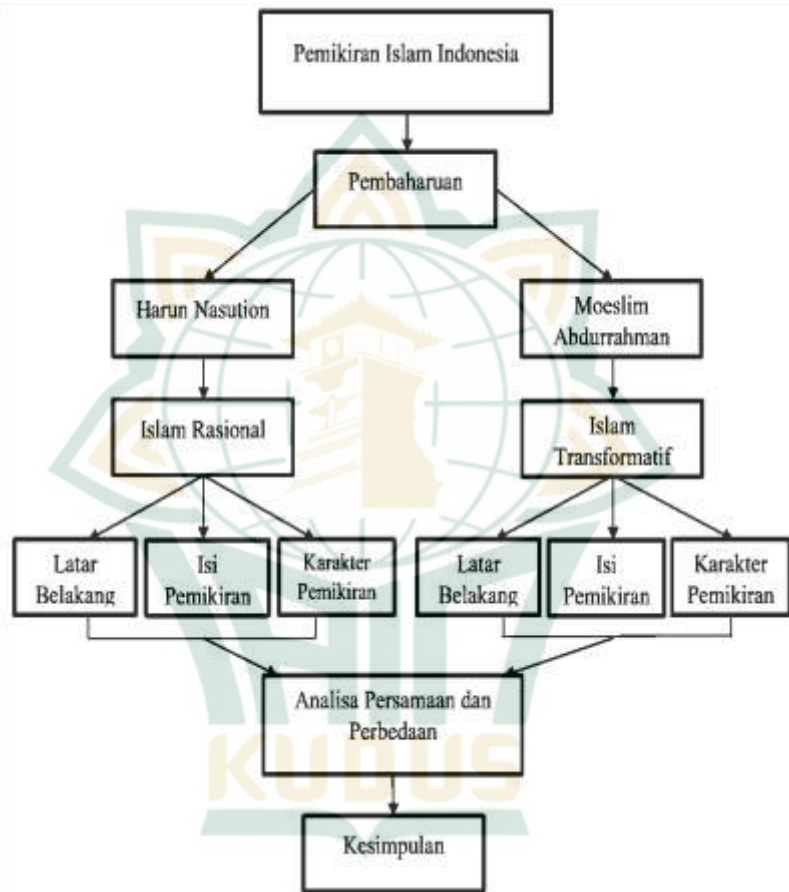 Pemikiran Islam Indonesia
Pembaharuan
Harun Nasution
Moeslim
Abdurrahman
Islam Rasional
Islam
Transformatif
Latar
Belakang
Isi
Pemikiran
Karakter
Pemikiran
Latar
Belakang
Isi
Pemikiran
Karakter
Pemikiran
Analisa Persamaan dan
Perbedaan
KUDUS
Kesimpulan